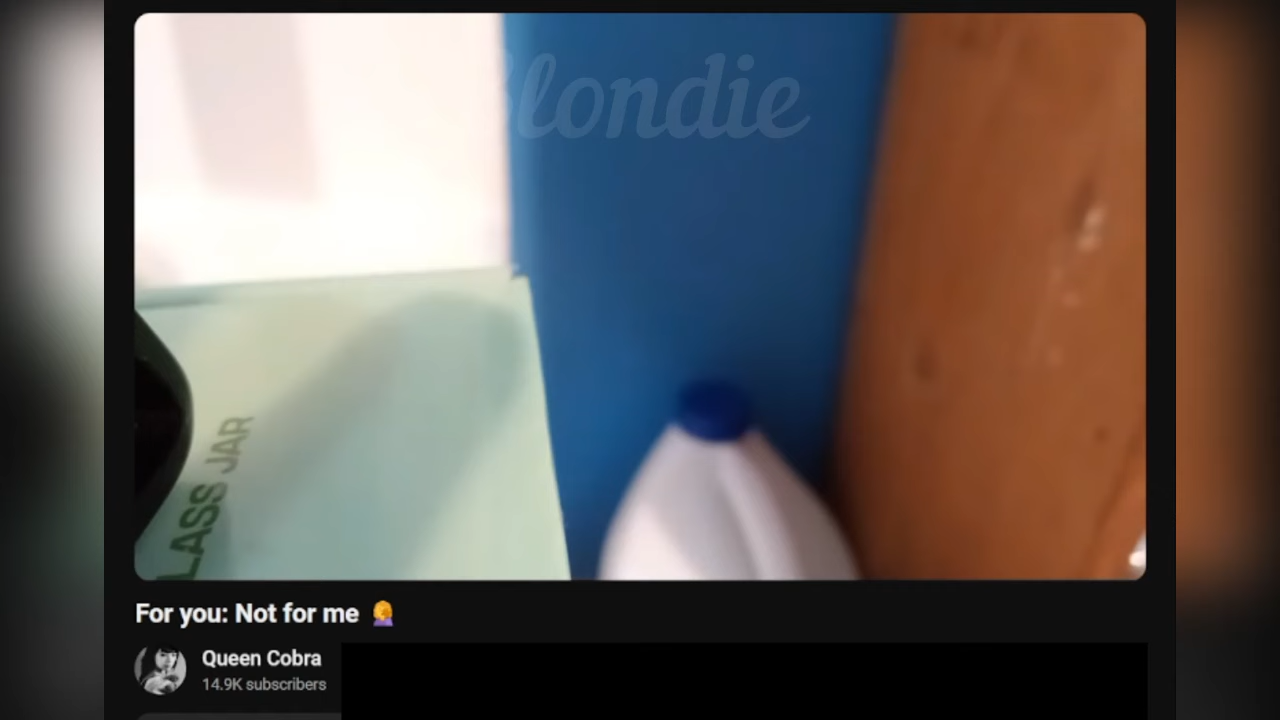 Blondie
LASS JAR
For you: Not for me 🤦‍♀️
Queen Cobra
14.9K subscribers